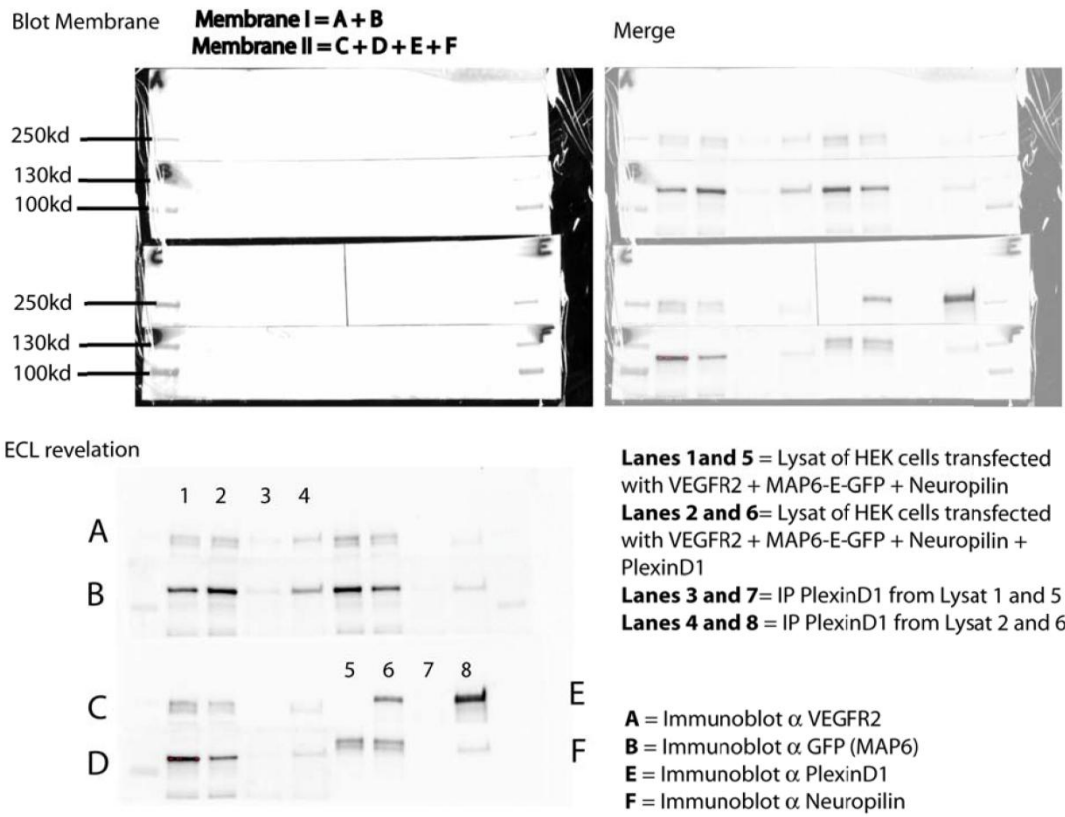 Blot Membrane
Membrane I = A + B
Membrane II = C + D + E + F
Merge
A
A
250kd
130kd
B
B
100kd
C
E
C
E
250kd
130kd
F
F
100kd
ECL revelation
1 2 3 4
A
B
5 6 7 8
C
E
D
F
Lanes 1and 5 = Lysat of HEK cells transfected
with VEGFR2 + MAP6-E-GFP + Neuropilin
Lanes 2 and 6= Lysat of HEK cells transfected
with VEGFR2 + MAP6-E-GFP + Neuropilin +
PlexinD1
Lanes 3 and 7= IP PlexinD1 from Lysat 1 and 5
Lanes 4 and 8 = IP PlexinD1 from Lysat 2 and 6
A = Immunoblot α VEGFR2
B = Immunoblot α GFP (MAP6)
E = Immunoblot α PlexinD1
F = Immunoblot α Neuropilin